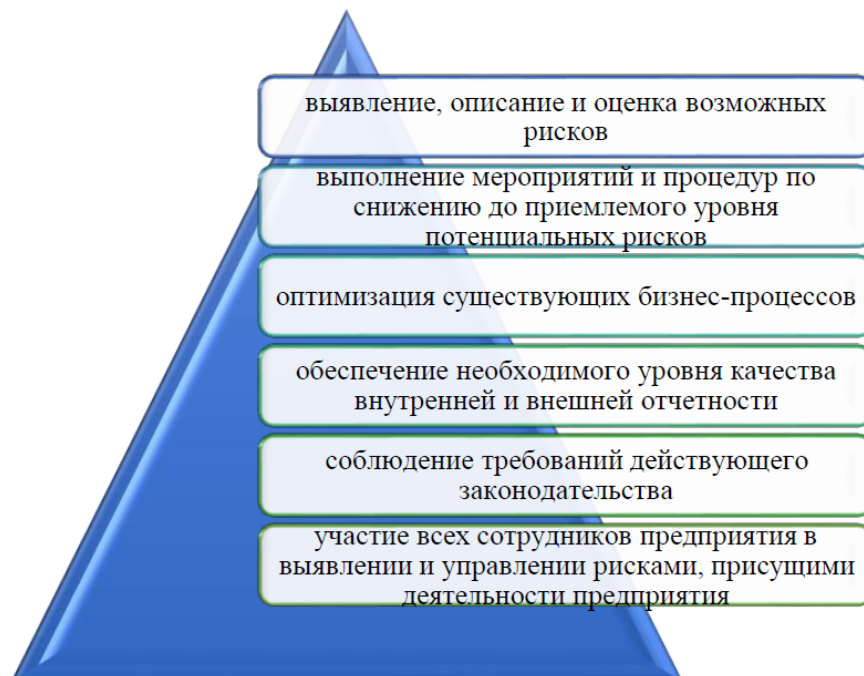 выявление, описание и оценка возможных
рисков
выполнение мероприятий и процедур по
снижению до приемлемого уровня
потенциальных рисков
оптимизация существующих бизнес-процессов
обеспечение необходимого уровня качества
внутренней и внешней отчетности
соблюдение требований действующего
законодательства
участие всех сотрудников предприятия в
выявлении и управлении рисками, присущими
деятельности предприятия